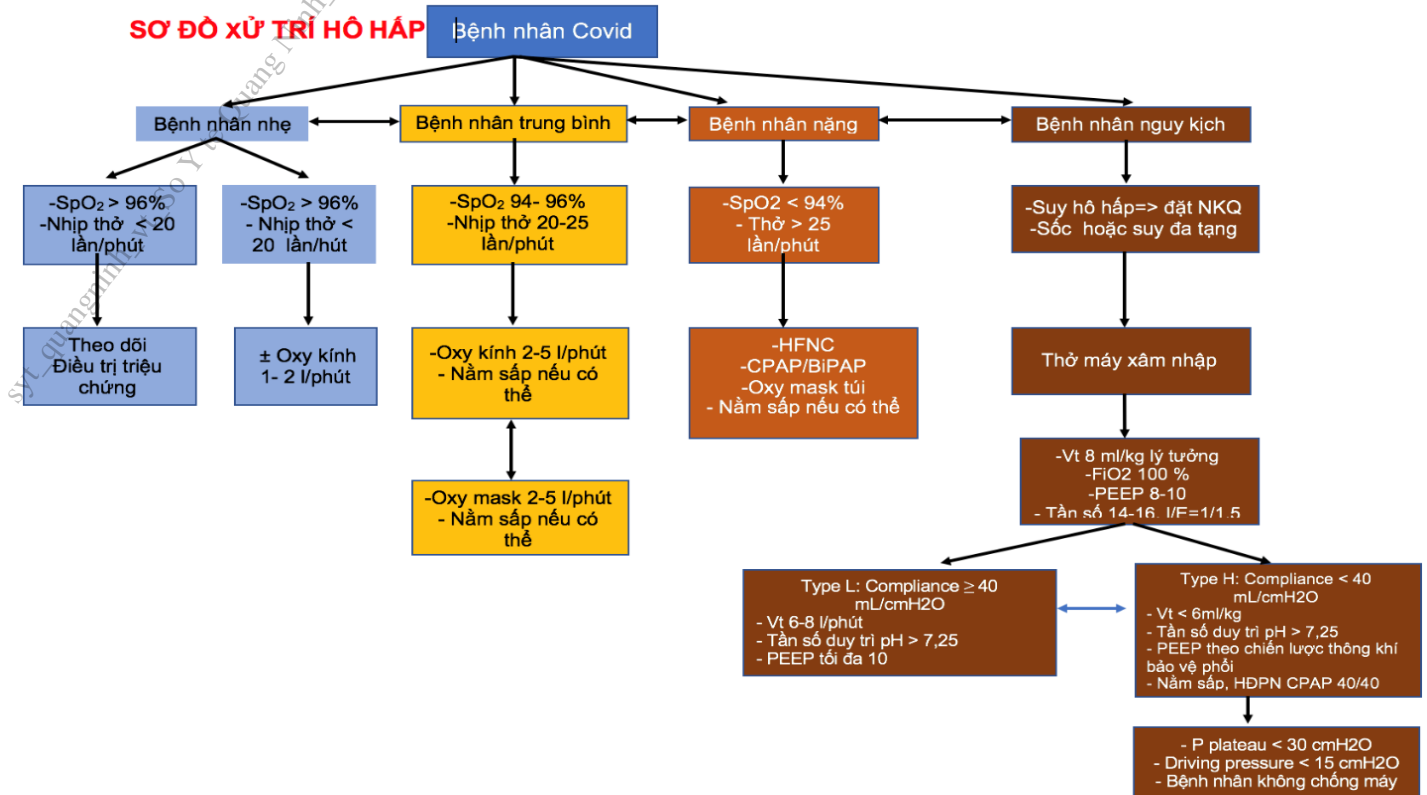 SƠ ĐỒ XỬ TRÍ HÔ HẤP
Bệnh nhân Covid
Bệnh nhân nhẹ
Bệnh nhân trung bình
Bệnh nhân nặng
Bệnh nhân nguy kịch
-SpO₂ > 96%
-Nhịp thở < 20
lần/phút
-SpO₂ > 96%
- Nhịp thở <
20 lần/hút
-SpO₂ 94- 96%
-Nhịp thở 20-25
lần/phút
-SpO2 < 94%
- Thở > 25
lần/phút
-Suy hô hấp=> đặt NKQ
-Sốc hoặc suy đa tạng
Theo dõi
Điều trị triệu
chứng
± Oxy kính
1- 2 l/phút
-Oxy kính 2-5 l/phút
- Nằm sấp nếu có
thể
-HFNC
-CPAP/BiPAP
-Oxy mask túi
- Nằm sấp nếu có thể
Thở máy xâm nhập
-Oxy mask 2-5 l/phút
- Nằm sấp nếu có
thể
-Vt 8 ml/kg lý tưởng
-FiO2 100 %
-PEEP 8-10
- Tần số 14-16, I/E=1/1.5
Type L: Compliance ≥ 40
mL/cmH2O
- Vt 6-8 l/phút
- Tần số duy trì pH > 7,25
- PEEP tối đa 10
Type H: Compliance < 40
mL/cmH2O
- Vt < 6ml/kg
- Tần số duy trì pH > 7,25
- PEEP theo chiến lược thông khí
bảo vệ phổi
- Nằm sấp, HĐPN CPAP 40/40
- P plateau < 30 cmH2O
- Driving pressure < 15 cmH2O
- Bệnh nhân không chống máy